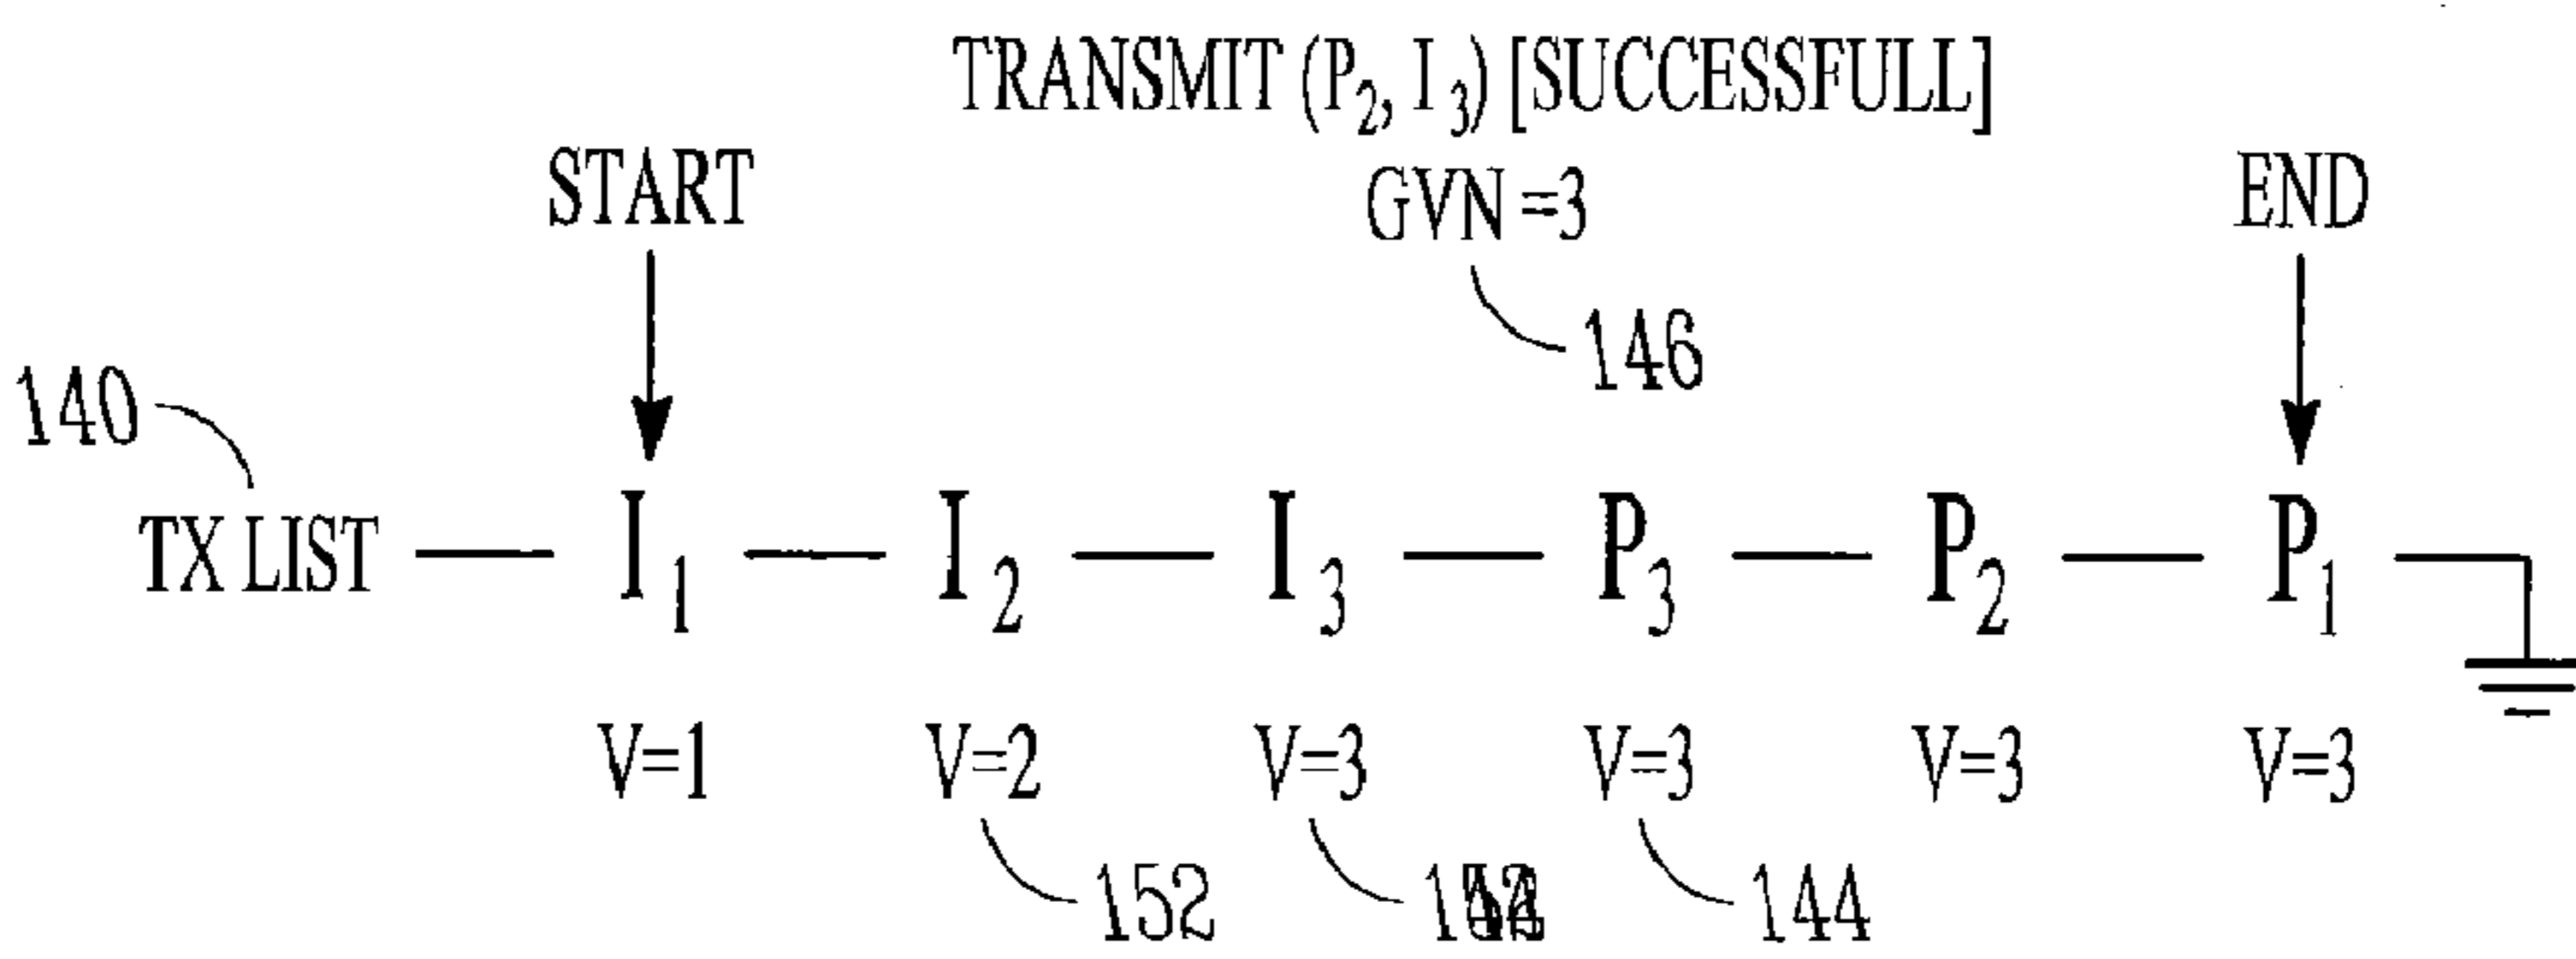 TRANSMIT (P2, I3) [SUCCESSFULL]
START
GVN =3
END
146
140
TX LIST
I1
I2
I3
P3
P2
P1
V=1
V=2
V=3
V=3
V=3
V=3
152
144